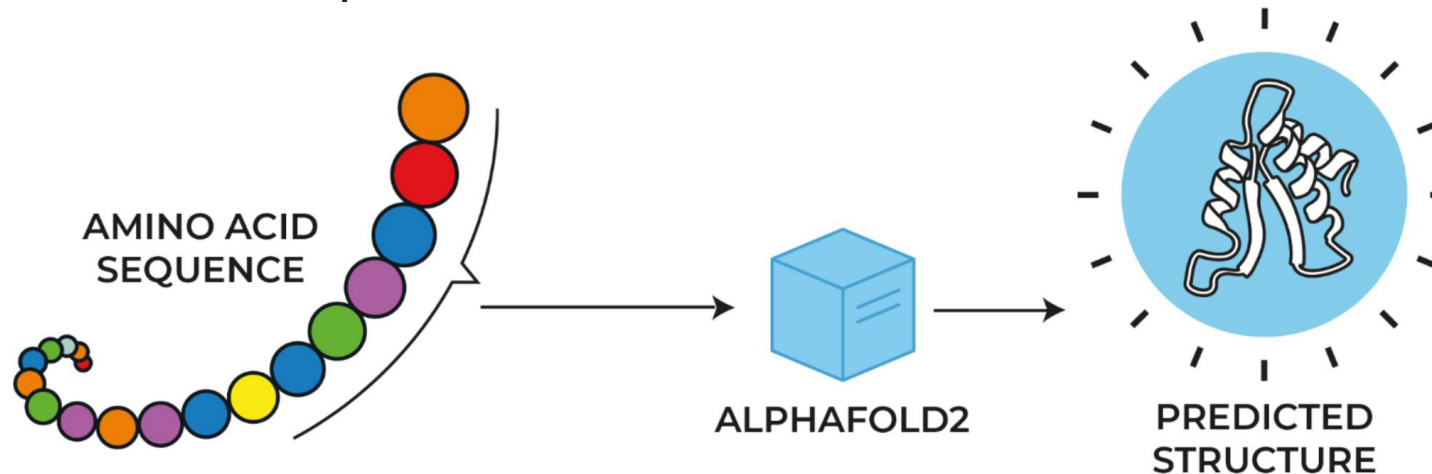 AMINO ACID
SEQUENCE
ALPHAFOLD2
PREDICTED
STRUCTURE